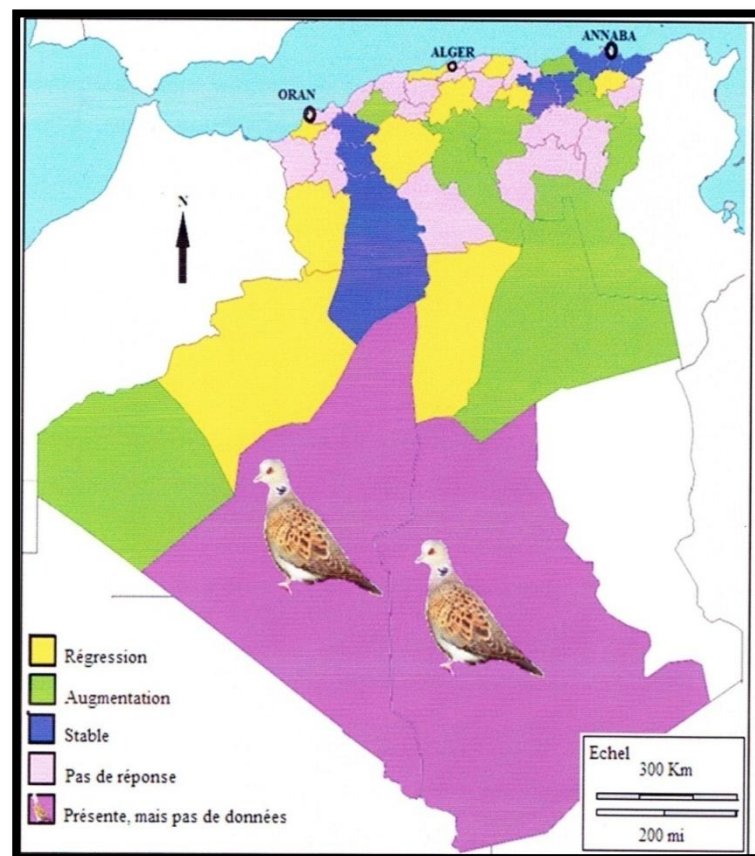 ANNABA
ALGER
ORAN
N
Régression
Augmentation
Stable
Pas de réponse
Présente, mais pas de données
Echel
300 Km
200 mi